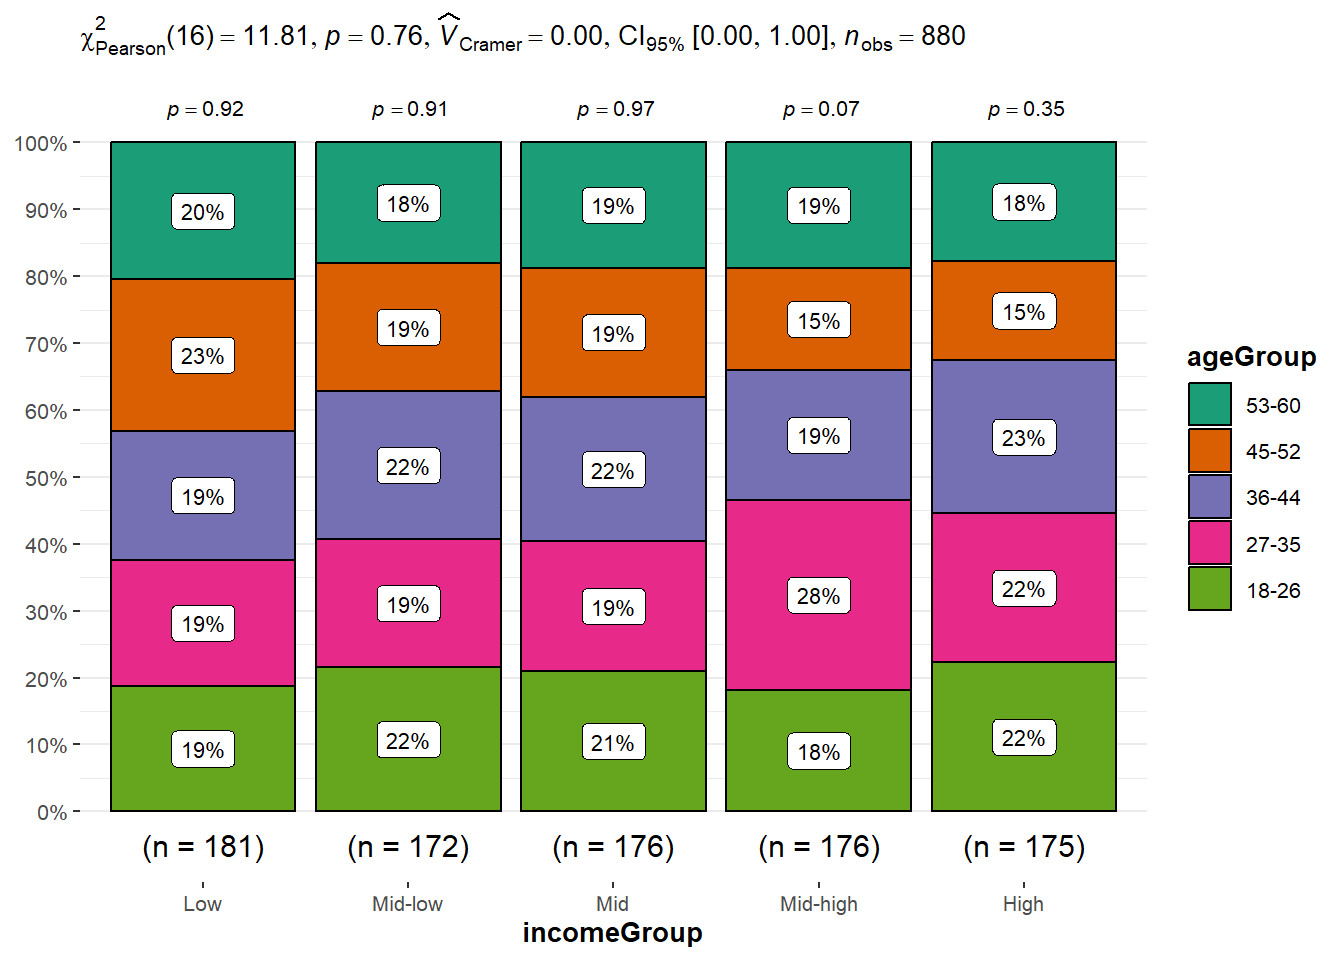 χ²Pearson(16) = 11.81, p = 0.76, V̂Cramer = 0.00, CI95% [0.00, 1.00], nobs = 880
p = 0.92 p = 0.91 p = 0.97 p = 0.07 p = 0.35
100%
90%
80%
70%
60%
50%
40%
30%
20%
10%
0%
20% 18% 19% 19% 18%
23% 19% 19% 15% 15%
19% 22% 22% 19% 23%
19% 19% 19% 28% 22%
19% 22% 21% 18% 22%
(n = 181) (n = 172) (n = 176) (n = 176) (n = 175)
Low Mid-low Mid Mid-high High
incomeGroup
ageGroup
53-60
45-52
36-44
27-35
18-26